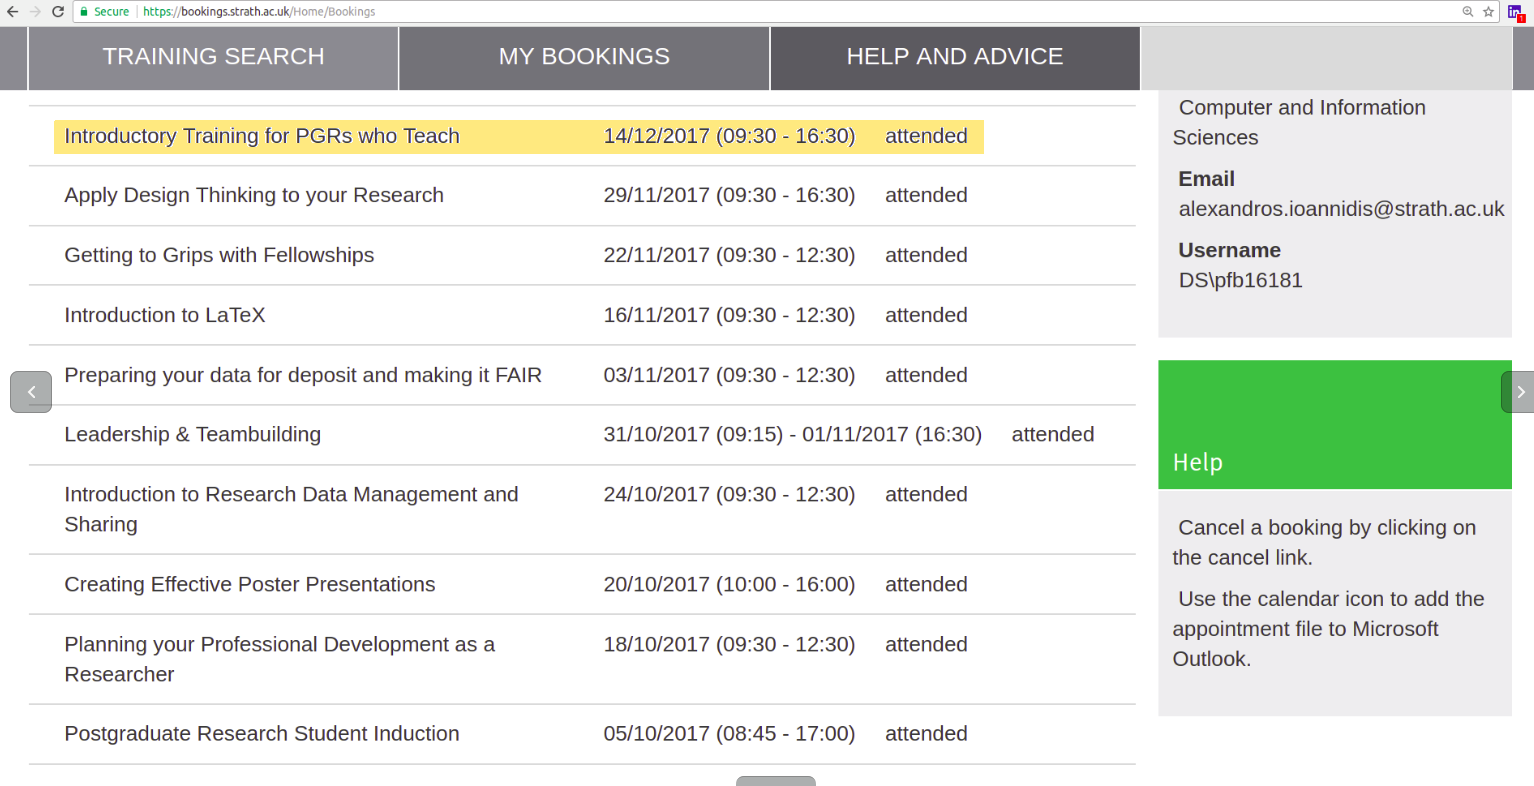 Secure https://bookings.strath.ac.uk/Home/Bookings
in
1
TRAINING SEARCH
MY BOOKINGS
HELP AND ADVICE
Introductory Training for PGRs who Teach 14/12/2017 (09:30 - 16:30) attended
Apply Design Thinking to your Research 29/11/2017 (09:30 - 16:30) attended
Getting to Grips with Fellowships 22/11/2017 (09:30 - 12:30) attended
Introduction to LaTeX 16/11/2017 (09:30 - 12:30) attended
Preparing your data for deposit and making it FAIR 03/11/2017 (09:30 - 12:30) attended
Leadership & Teambuilding 31/10/2017 (09:15) - 01/11/2017 (16:30) attended
Introduction to Research Data Management and 24/10/2017 (09:30 - 12:30) attended
Sharing
Creating Effective Poster Presentations 20/10/2017 (10:00 - 16:00) attended
Planning your Professional Development as a 18/10/2017 (09:30 - 12:30) attended
Researcher
Postgraduate Research Student Induction 05/10/2017 (08:45 - 17:00) attended
Computer and Information
Sciences
Email
alexandros.ioannidis@strath.ac.uk
Username
DS\pfb16181
Help
Cancel a booking by clicking on
the cancel link.
Use the calendar icon to add the
appointment file to Microsoft
Outlook.